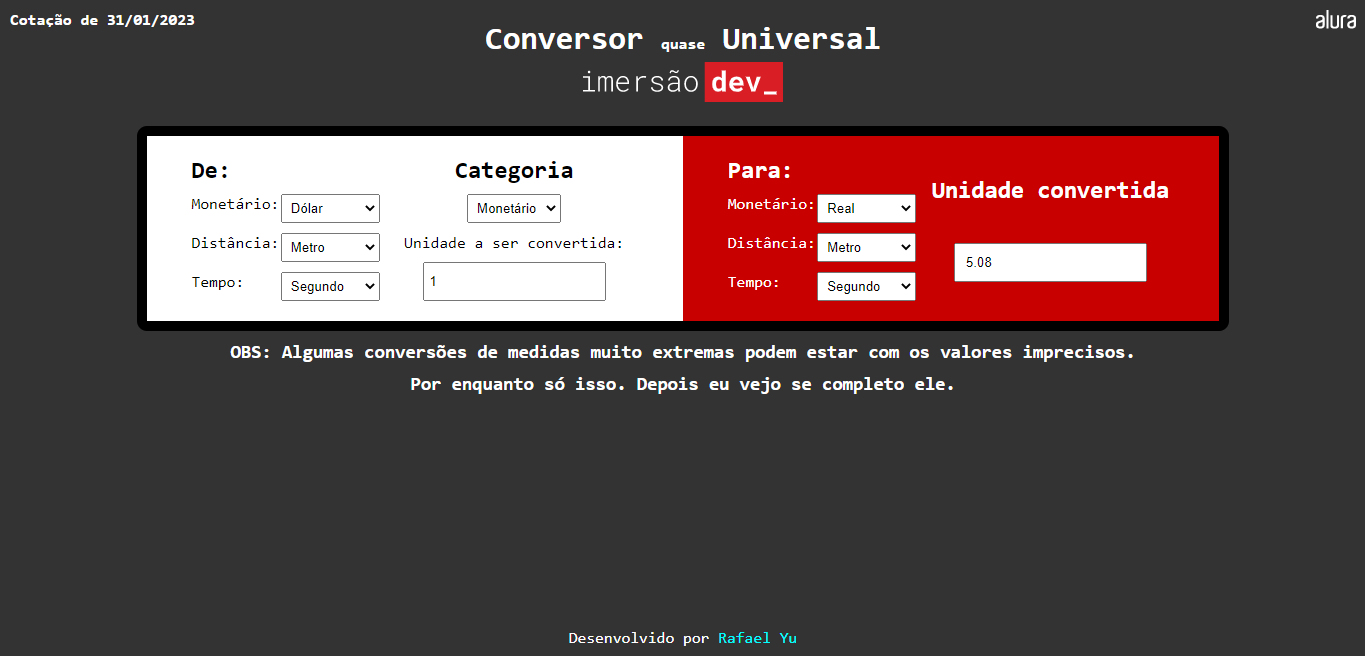 Cotação de 31/01/2023
alura
Conversor quase Universal
imersão dev_
De:
Monetário: Dólar
Distância: Metro
Tempo: Segundo
Categoria
Monetário
Unidade a ser convertida:
1
Para:
Monetário: Real
Distância: Metro
Tempo: Segundo
Unidade convertida
5.08
OBS: Algumas conversões de medidas muito extremas podem estar com os valores imprecisos.
Por enquanto só isso. Depois eu vejo se completo ele.
Desenvolvido por Rafael Yu